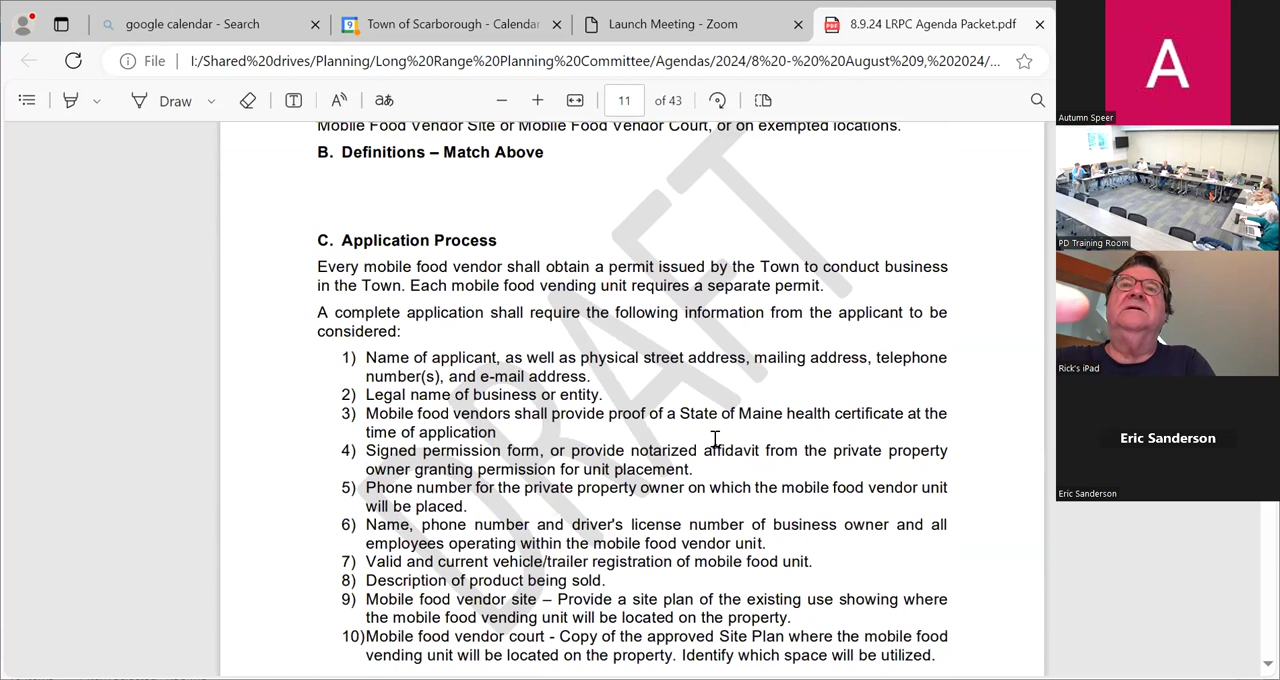 google calendar - Search
Town of Scarborough - Calendar
Launch Meeting - Zoom
8.9.24 LRPC Agenda Packet.pdf
File
I:/Shared%20drives/Planning/Long%20Range%20Planning%20Committee/Agendas/2024/8%20-%20%20August%209,%202024/...
Draw
11 of 43
Mobile Food Vendor Site or Mobile Food Vendor Court, or on exempted locations.
B. Definitions – Match Above
C. Application Process
Every mobile food vendor shall obtain a permit issued by the Town to conduct business
in the Town. Each mobile food vending unit requires a separate permit.
A complete application shall require the following information from the applicant to be
considered:
1) Name of applicant, as well as physical street address, mailing address, telephone
number(s), and e-mail address.
2) Legal name of business or entity.
3) Mobile food vendors shall provide proof of a State of Maine health certificate at the
time of application
4) Signed permission form, or provide notarized affidavit from the private property
owner granting permission for unit placement.
5) Phone number for the private property owner on which the mobile food vendor unit
will be placed.
6) Name, phone number and driver's license number of business owner and all
employees operating within the mobile food vendor unit.
7) Valid and current vehicle/trailer registration of mobile food unit.
8) Description of product being sold.
9) Mobile food vendor site – Provide a site plan of the existing use showing where
the mobile food vending unit will be located on the property.
10)Mobile food vendor court - Copy of the approved Site Plan where the mobile food
vending unit will be located on the property. Identify which space will be utilized.
DRAFT
A
Autumn Speer
PD Training Room
Rick's iPad
Eric Sanderson
Eric Sanderson